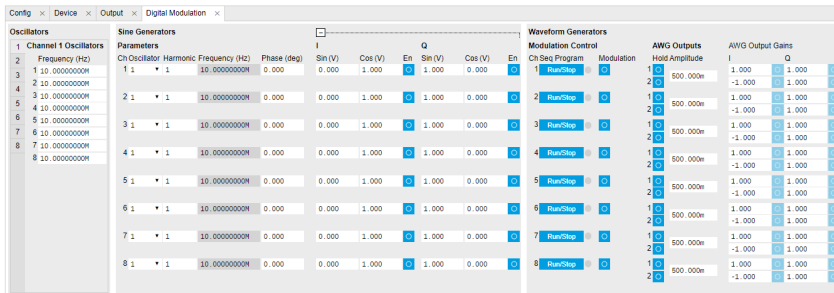 Config × Device × Output × Digital Modulation ×
Oscillators Sine Generators Waveform Generators
1 Channel 1 Oscillators Parameters I Q Modulation Control AWG Outputs AWG Output Gains
2 Frequency (Hz) Ch Oscillator Harmonic Frequency (Hz) Phase (deg) Sin (V) Cos (V) En Sin (V) Cos (V) En Ch Seq Program Modulation Hold Amplitude I Q
3
4
5
6
7
8
1 10.00000000M
2 10.00000000M
3 10.00000000M
4 10.00000000M
5 10.00000000M
6 10.00000000M
7 10.00000000M
8 10.00000000M
1 1 1 10.00000000M 0.000 0.000 1.000 1.000 0.000 1 Run/Stop 1 500.000m 1.000 1.000
2 -1.000 1.000
2 1 1 10.00000000M 0.000 0.000 1.000 1.000 0.000 2 Run/Stop 1 500.000m 1.000 1.000
2 -1.000 1.000
3 1 1 10.00000000M 0.000 0.000 1.000 1.000 0.000 3 Run/Stop 1 500.000m 1.000 1.000
2 -1.000 1.000
4 1 1 10.00000000M 0.000 0.000 1.000 1.000 0.000 4 Run/Stop 1 500.000m 1.000 1.000
2 -1.000 1.000
5 1 1 10.00000000M 0.000 0.000 1.000 1.000 0.000 5 Run/Stop 1 500.000m 1.000 1.000
2 -1.000 1.000
6 1 1 10.00000000M 0.000 0.000 1.000 1.000 0.000 6 Run/Stop 1 500.000m 1.000 1.000
2 -1.000 1.000
7 1 1 10.00000000M 0.000 0.000 1.000 1.000 0.000 7 Run/Stop 1 500.000m 1.000 1.000
2 -1.000 1.000
8 1 1 10.00000000M 0.000 0.000 1.000 1.000 0.000 8 Run/Stop 1 500.000m 1.000 1.000
2 -1.000 1.000